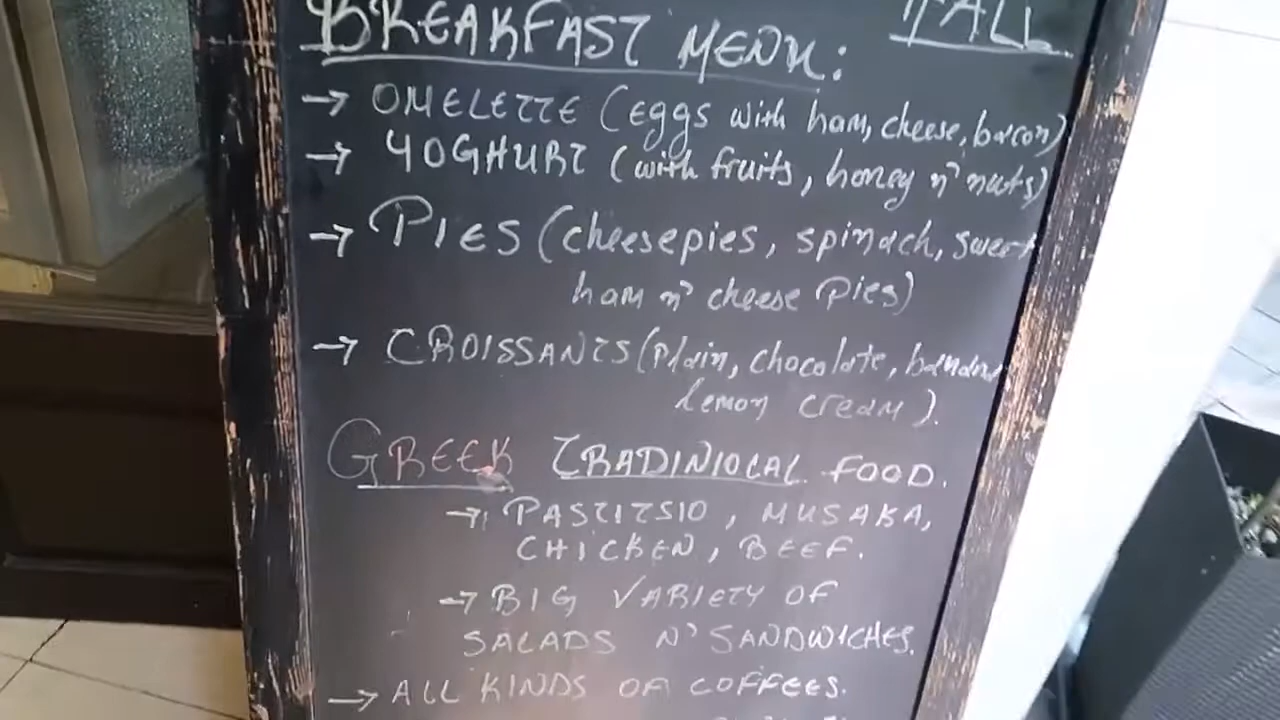 BREAKFAST MENU:
→ OMELETTE (eggs with ham, cheese, bacon)
→ YOGHURT (with fruits, honey n' nuts)
→ PIES (cheesepies, spinach, sweet
ham n' cheese Pies)
→ CROISSANTS (Plain, chocolate, banana
lemon cream).
GREEK TRADINIOCAL FOOD.
→ PASTITSIO, MUSAKA,
CHICKEN, BEEF.
→ BIG VARIETY OF
SALADS N' SANDWICHES.
→ ALL KINDS OF COFFEES.